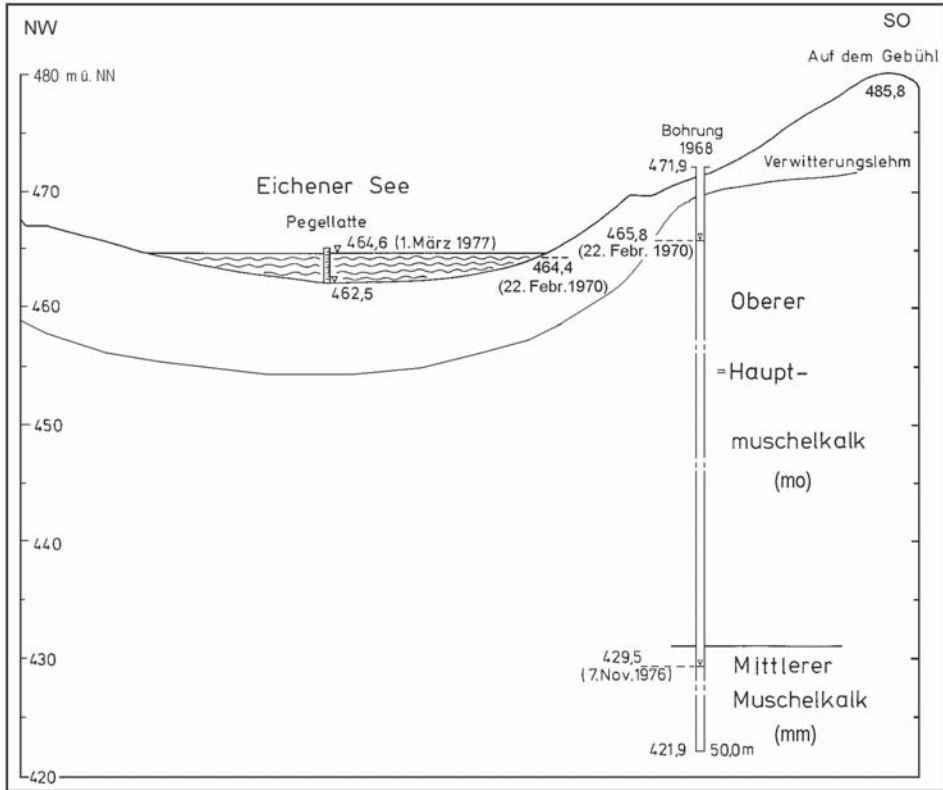 NW
SO
Auf dem Gebühl
480 m ü. NN
485,8
Bohrung
1968
471,9
Verwitterungslehm
470
Eichener See
Pegellatte
464,6 (1. März 1977)
465,8
(22. Febr. 1970)
464,4
(22. Febr. 1970)
462,5
460
Oberer
=Haupt-
450
muschelkalk
(mo)
440
430
429,5
(7. Nov. 1976)
Mittlerer
Muschelkalk
(mm)
421,9
50,0 m
420